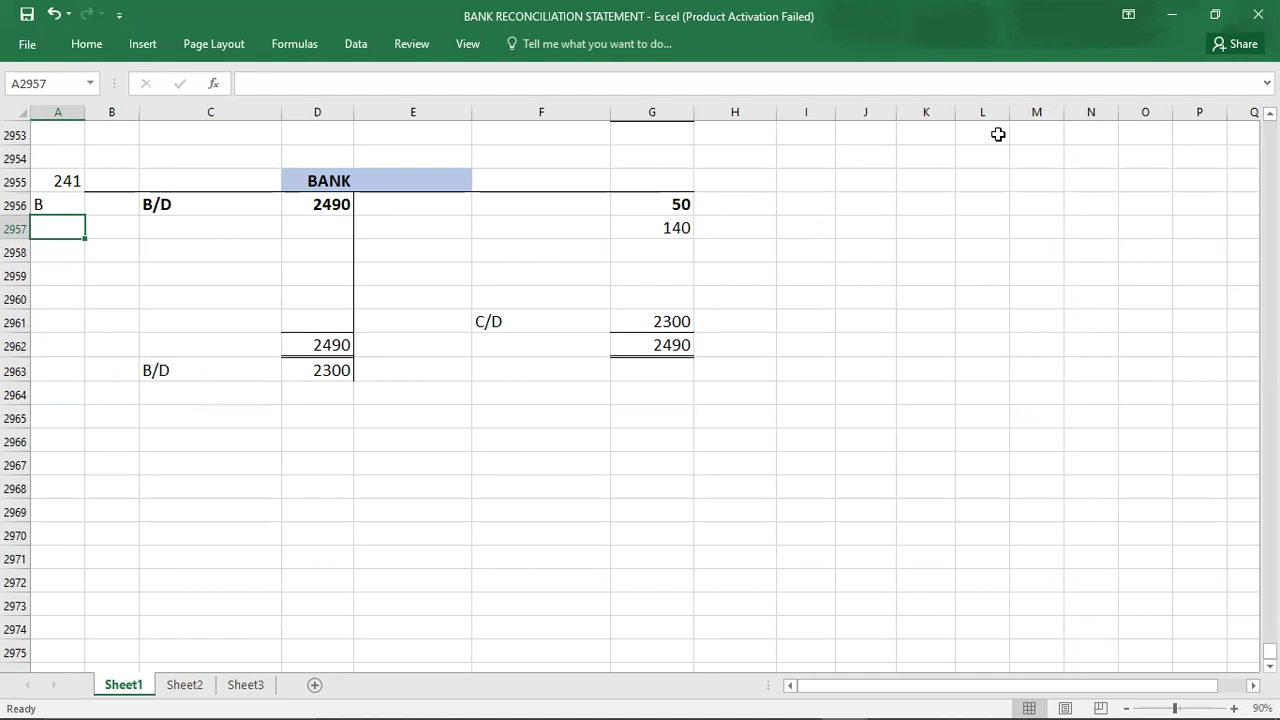 BANK RECONCILIATION STATEMENT - Excel (Product Activation Failed)
File Home Insert Page Layout Formulas Data Review View Tell me what you want to do... Share
A2957 fx
A B C D E F G H I J K L M N O P Q
2953
2954
2955 241 BANK
2956 B B/D 2490 50
2957 140
2958
2959
2960
2961 C/D 2300
2962 2490 2490
2963 B/D 2300
2964
2965
2966
2967
2968
2969
2970
2971
2972
2973
2974
2975
Sheet1 Sheet2 Sheet3
Ready 90%